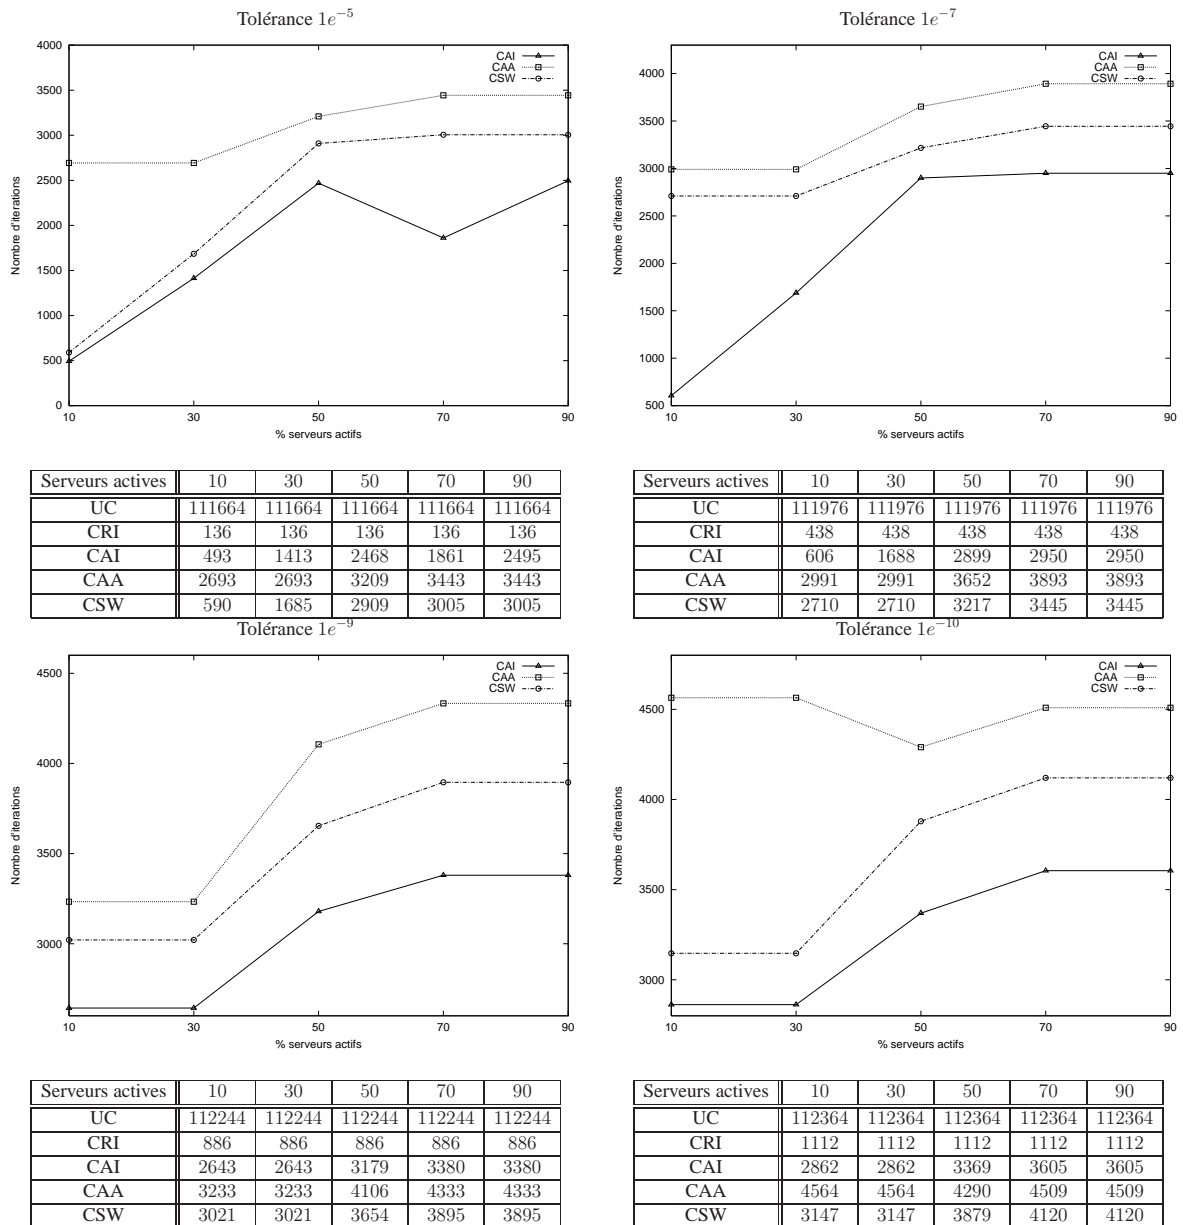 Tolérance 1e⁻⁵
4000
3500
3000
2500
2000
1500
1000
500
0
10 30 50 70 90
Nombre d'iterations
% serveurs actifs
CAI
CAA
CSW
Tolérance 1e⁻⁷
4000
3500
3000
2500
2000
1500
1000
500
10 30 50 70 90
Nombre d'iterations
% serveurs actifs
CAI
CAA
CSW
Serveurs actives 10 30 50 70 90
UC 111664 111664 111664 111664 111664
CRI 136 136 136 136 136
CAI 493 1413 2468 1861 2495
CAA 2693 2693 3209 3443 3443
CSW 590 1685 2909 3005 3005
Serveurs actives 10 30 50 70 90
UC 111976 111976 111976 111976 111976
CRI 438 438 438 438 438
CAI 606 1688 2899 2950 2950
CAA 2991 2991 3652 3893 3893
CSW 2710 2710 3217 3445 3445
Tolérance 1e⁻⁹
4500
4000
3500
3000
10 30 50 70 90
Nombre d'iterations
% serveurs actifs
CAI
CAA
CSW
Tolérance 1e⁻¹⁰
4500
4000
3500
3000
10 30 50 70 90
Nombre d'iterations
% serveurs actifs
CAI
CAA
CSW
Serveurs actives 10 30 50 70 90
UC 112244 112244 112244 112244 112244
CRI 886 886 886 886 886
CAI 2643 2643 3179 3380 3380
CAA 3233 3233 4106 4333 4333
CSW 3021 3021 3654 3895 3895
Serveurs actives 10 30 50 70 90
UC 112364 112364 112364 112364 112364
CRI 1112 1112 1112 1112 1112
CAI 2862 2862 3369 3605 3605
CAA 4564 4564 4290 4509 4509
CSW 3147 3147 3879 4120 4120